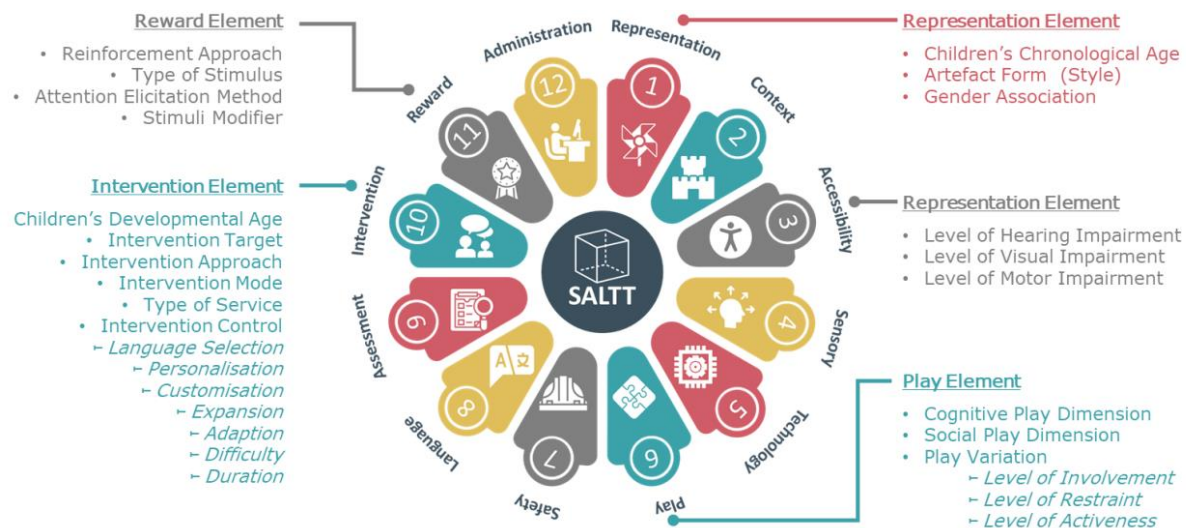 Reward Element
• Reinforcement Approach
• Type of Stimulus
• Attention Elicitation Method
• Stimuli Modifier
Intervention Element
Children's Developmental Age
• Intervention Target
• Intervention Approach
• Intervention Mode
• Type of Service
• Intervention Control
Language Selection
Personalisation
Customisation
Expansion
Adaption
Difficulty
Duration
Administration
Representation
Context
Accessibility
Sensory
Technology
Play
Safety
Language
Assessment
Intervention
Reward
12
1
2
3
4
5
6
7
8
9
10
11
A
SALTT
Representation Element
• Children's Chronological Age
• Artefact Form (Style)
• Gender Association
Representation Element
• Level of Hearing Impairment
• Level of Visual Impairment
• Level of Motor Impairment
Play Element
• Cognitive Play Dimension
• Social Play Dimension
• Play Variation
Level of Involvement
Level of Restraint
Level of Activeness